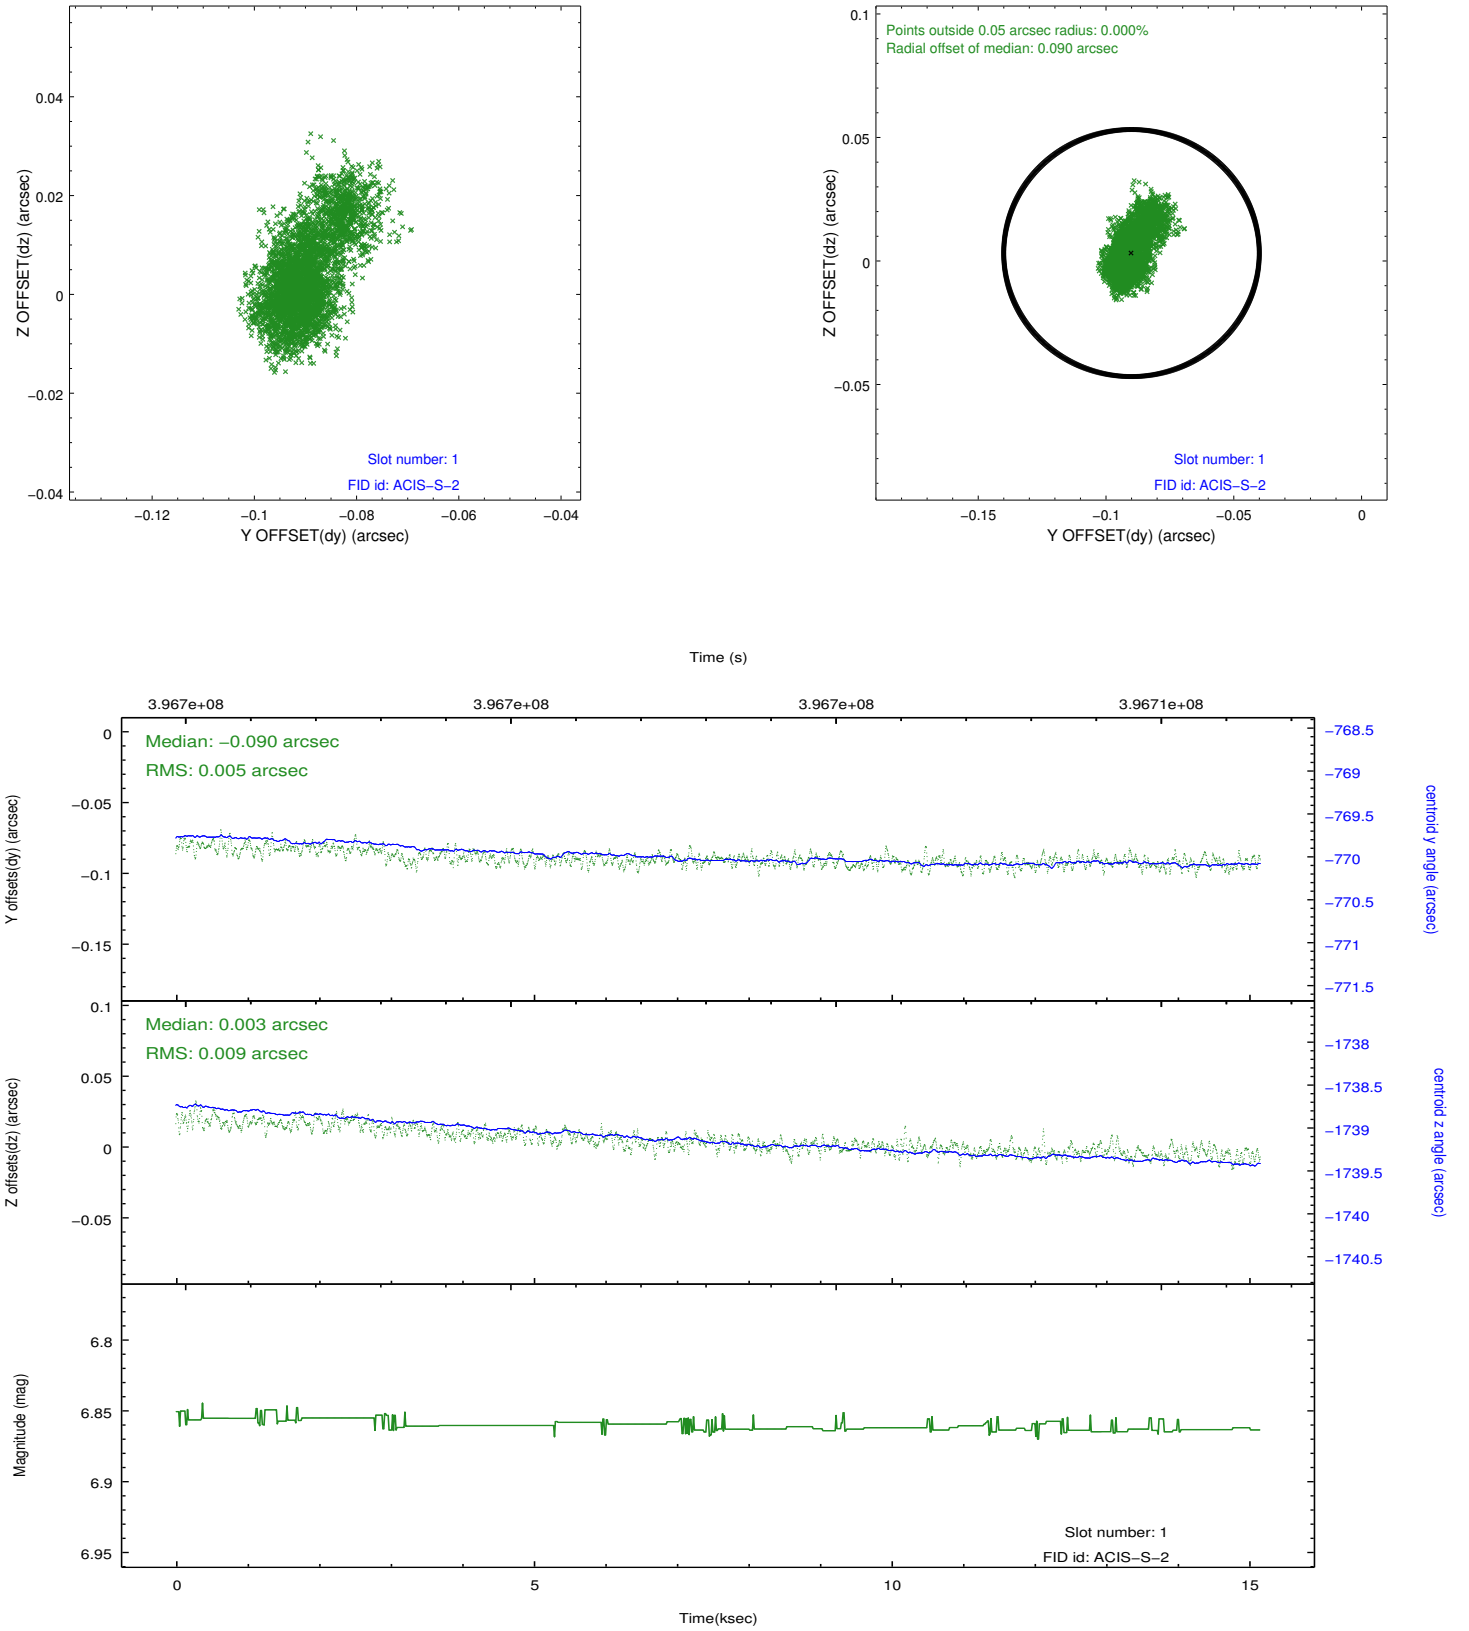 0.04
0.02
0
−0.02
−0.04
Z OFFSET(dz) (arcsec)
Slot number: 1
FID id: ACIS−S−2
−0.12
−0.1
−0.08
−0.06
−0.04
Y OFFSET(dy) (arcsec)
0.1
0.05
0
−0.05
Z OFFSET(dz) (arcsec)
Points outside 0.05 arcsec radius: 0.000%
Radial offset of median: 0.090 arcsec
Slot number: 1
FID id: ACIS−S−2
−0.15
−0.1
−0.05
0
Y OFFSET(dy) (arcsec)
Time (s)
3.967e+08
3.967e+08
3.967e+08
3.9671e+08
Median: −0.090 arcsec
RMS: 0.005 arcsec
0
−0.05
−0.1
−0.15
Y offsets(dy) (arcsec)
−768.5
−769
−769.5
−770
−770.5
−771
−771.5
centroid y angle (arcsec)
Median: 0.003 arcsec
RMS: 0.009 arcsec
0.1
0.05
0
−0.05
Z offsets(dz) (arcsec)
−1738
−1738.5
−1739
−1739.5
−1740
−1740.5
centroid z angle (arcsec)
6.8
6.85
6.9
6.95
Magnitude (mag)
Slot number: 1
FID id: ACIS−S−2
0
5
10
15
Time(ksec)